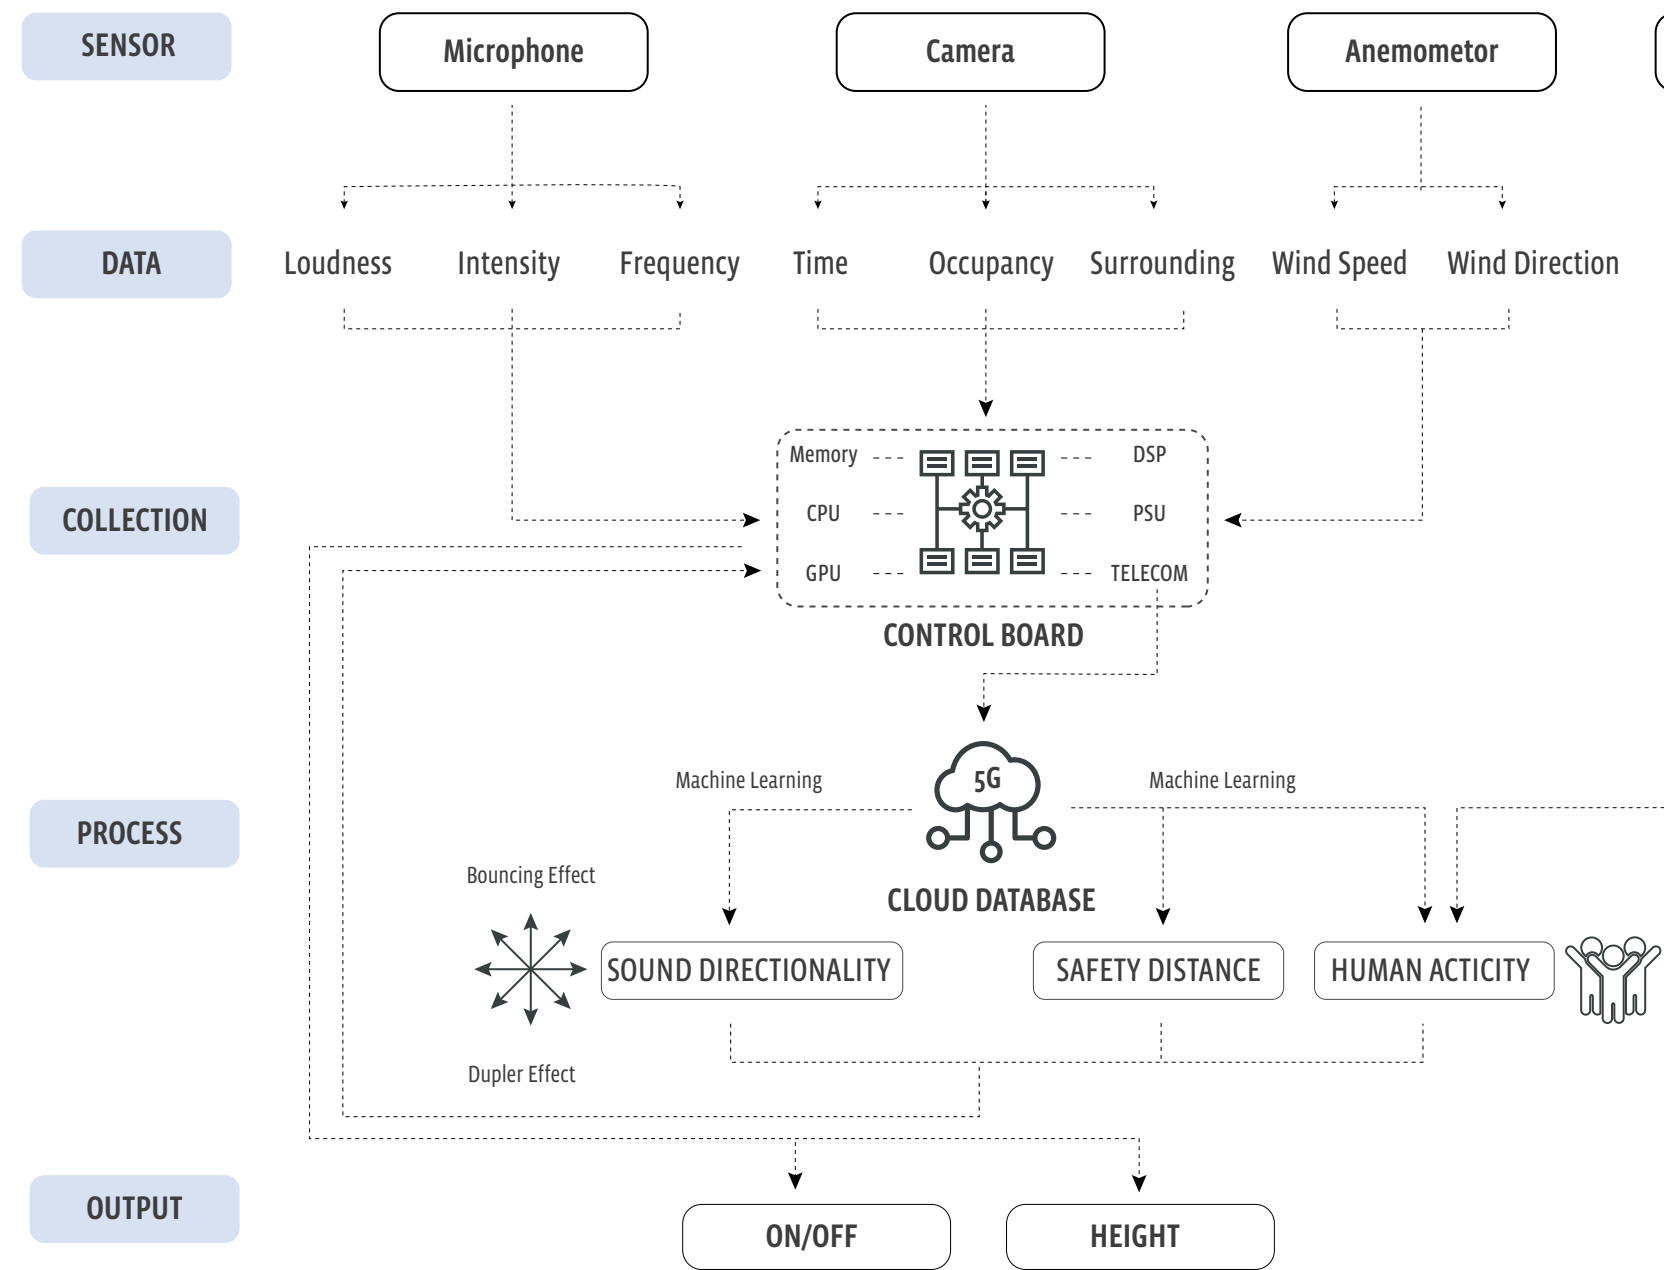 SENSOR
Microphone
Camera
Anemometor
DATA
Loudness
Intensity
Frequency
Time
Occupancy
Surrounding
Wind Speed
Wind Direction
COLLECTION
Memory
DSP
CPU
PSU
GPU
TELECOM
CONTROL BOARD
PROCESS
5G
Machine Learning
Machine Learning
CLOUD DATABASE
Bouncing Effect
SOUND DIRECTIONALITY
SAFETY DISTANCE
HUMAN ACTICITY
Dupler Effect
OUTPUT
ON/OFF
HEIGHT